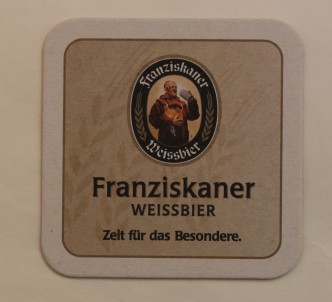 Franziskaner
Weissbier
Franziskaner
WEISSBIER
Zeit für das Besondere.